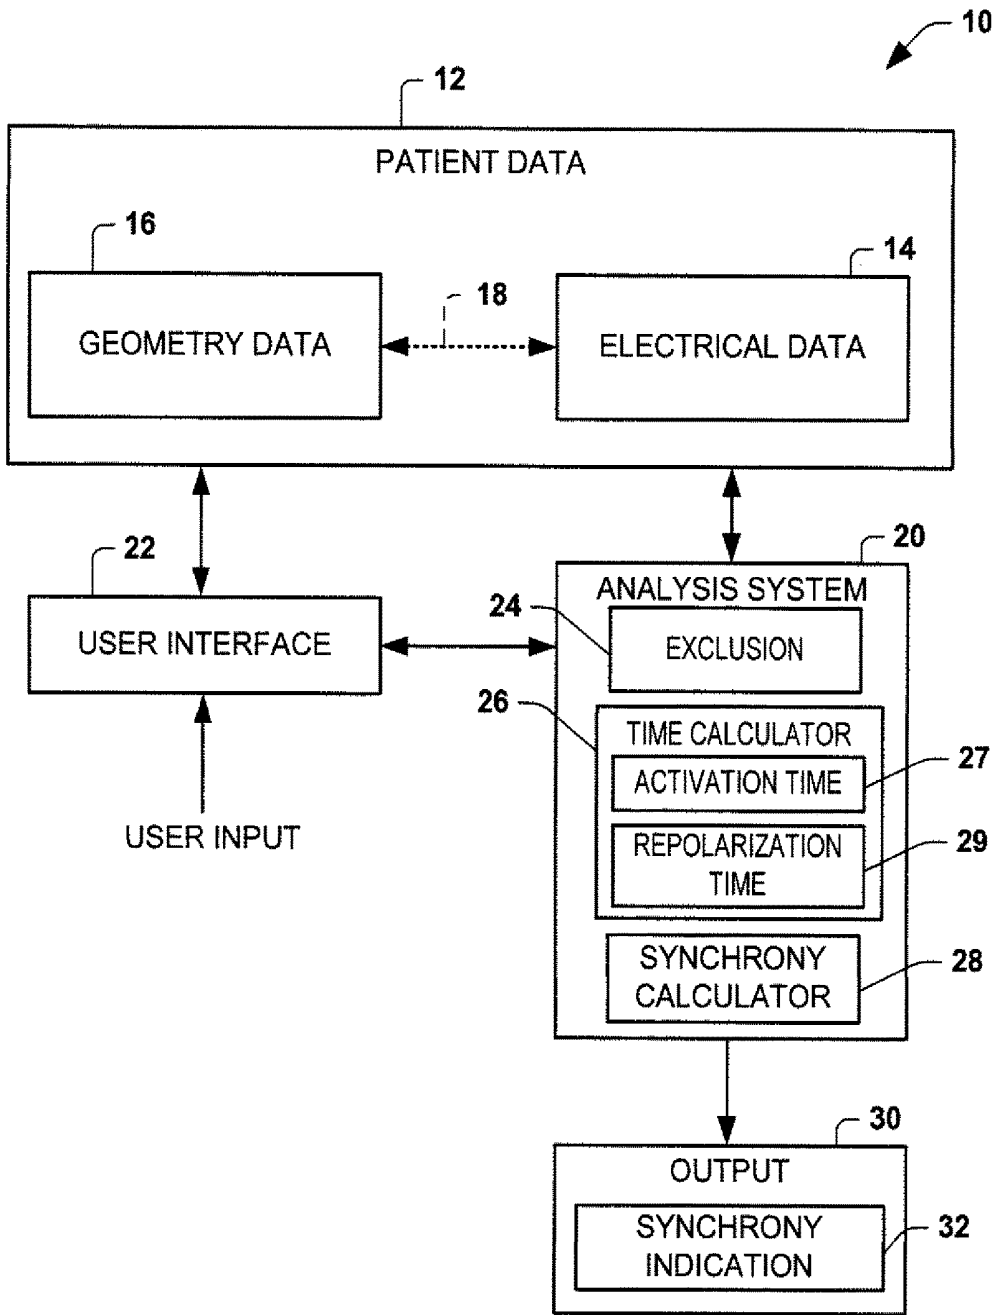 10
12
PATIENT DATA
16
14
18
GEOMETRY DATA
ELECTRICAL DATA
22
20
USER INTERFACE
ANALYSIS SYSTEM
24
EXCLUSION
26
TIME CALCULATOR
27
ACTIVATION TIME
REPOLARIZATION
TIME
29
USER INPUT
SYNCHRONY
CALCULATOR
28
30
OUTPUT
SYNCHRONY
INDICATION
32